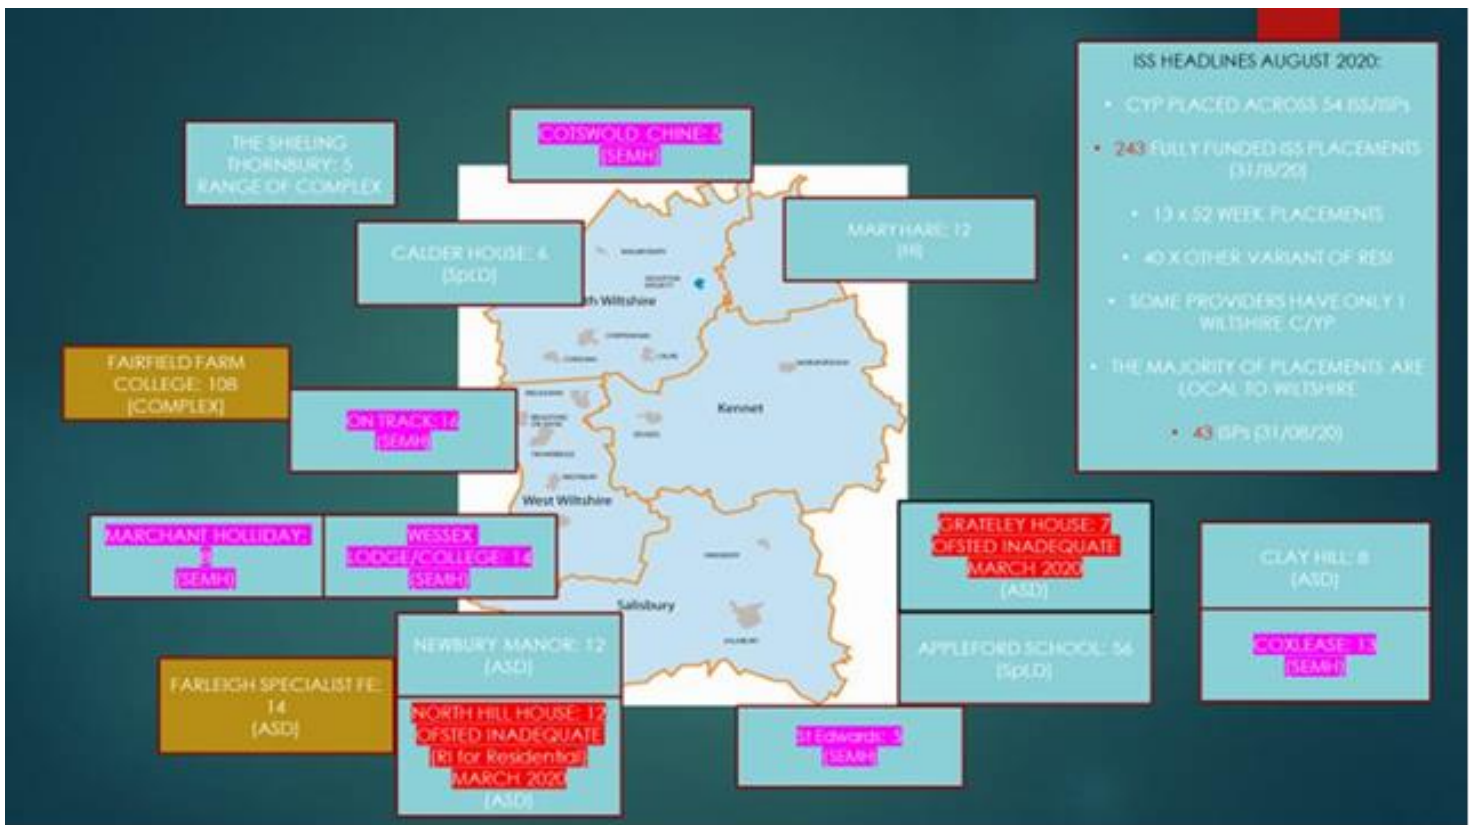 ISS HEADLINES AUGUST 2020:
• CYP PLACED ACROSS 54 ISS/ISPs
• 243 FULLY FUNDED ISS PLACEMENTS
(31/8/20)
• 13 x 52 WEEK PLACEMENTS
• 40 X OTHER VARIANT OF RESI
• SOME PROVIDERS HAVE ONLY 1
WILTSHIRE C/YP
• THE MAJORITY OF PLACEMENTS ARE
LOCAL TO WILTSHIRE
• 43 ISPs (31/08/20)
THE SHIELING
THORNBURY: 5
RANGE OF COMPLEX
COTSWOLD CHINE: 5
(SEMH)
CALDER HOUSE: 6
(SpLD)
MARY HARE: 12
(HI)
FAIRFIELD FARM
COLLEGE: 108
(COMPLEX)
ON TRACK: 16
(SEMH)
MARCHANT HOLLIDAY:
(SEMH)
WESSEX
LODGE/COLLEGE: 14
(SEMH)
GRATELEY HOUSE: 7
OFSTED INADEQUATE
MARCH 2020
(ASD)
APPLEFORD SCHOOL: 56
(SpLD)
CLAY HILL: 8
(ASD)
COXLEASE: 13
(SEMH)
NEWBURY MANOR: 12
(ASD)
NORTH HILL HOUSE: 12
OFSTED INADEQUATE
(RI for Residential)
MARCH 2020
(ASD)
FARLEIGH SPECIALIST FE:
14
(ASD)
St Edwards: 5
(SEMH)
Wiltshire
Kennet
West Wiltshire
Salisbury
SALISBURY